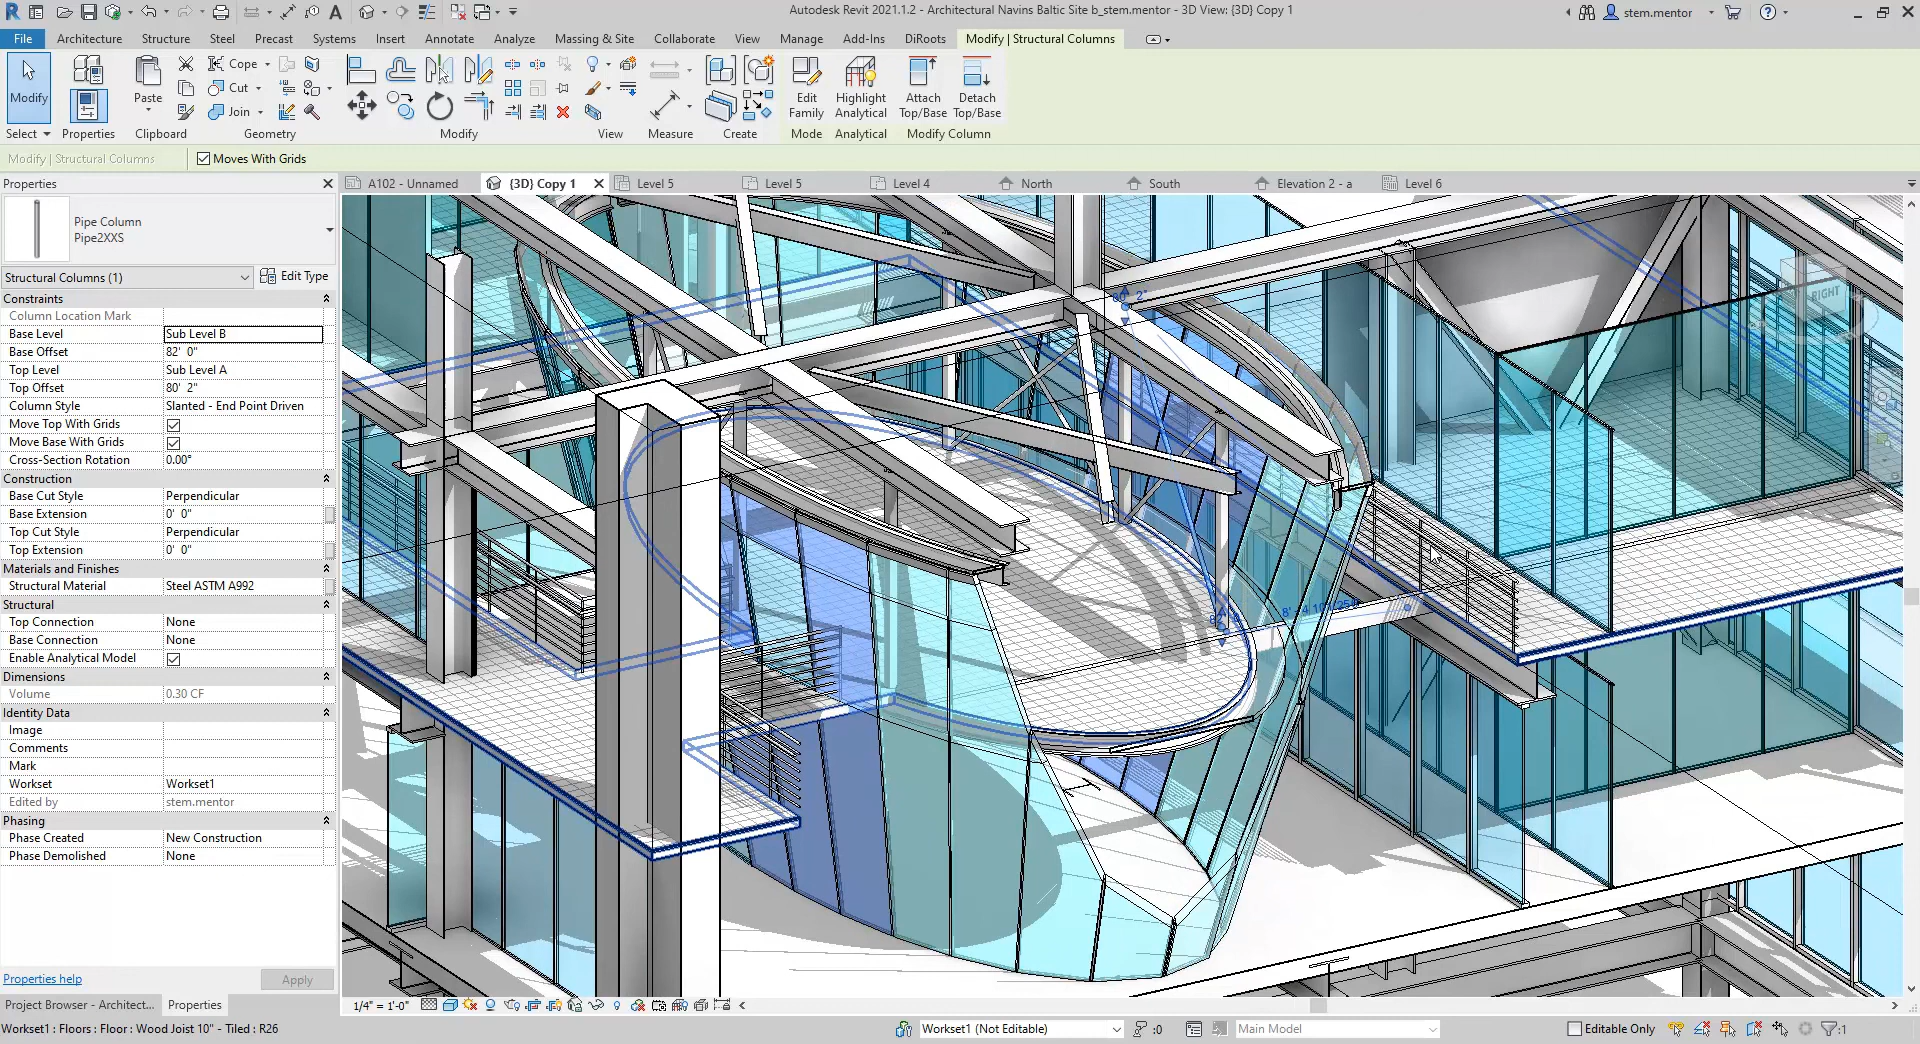 Autodesk Revit 2021.1.2 - Architectural Navins Baltic Site b_stem.mentor - 3D View: {3D} Copy 1
stem.mentor
File Architecture Structure Steel Precast Systems Insert Annotate Analyze Massing & Site Collaborate View Manage Add-Ins DiRoots Modify | Structural Columns
Modify
Paste
Cope
Cut
Join
Edit Family
Highlight Analytical
Attach Top/Base
Detach Top/Base
Select Properties Clipboard Geometry Modify View Measure Create Mode Analytical Modify Column
Modify | Structural Columns Moves With Grids
Properties
A102 - Unnamed {3D} Copy 1 Level 5 Level 5 Level 4 North South Elevation 2 - a Level 6
Pipe Column
Pipe2XXS
Structural Columns (1) Edit Type
Constraints
Column Location Mark
Base Level Sub Level B
Base Offset 82' 0"
Top Level Sub Level A
Top Offset 80' 2"
Column Style Slanted - End Point Driven
Move Top With Grids
Move Base With Grids
Cross-Section Rotation 0.00°
Construction
Base Cut Style Perpendicular
Base Extension 0' 0"
Top Cut Style Perpendicular
Top Extension 0' 0"
Materials and Finishes
Structural Material Steel ASTM A992
Structural
Top Connection None
Base Connection None
Enable Analytical Model
Dimensions
Volume 0.30 CF
Identity Data
Image
Comments
Mark
Workset Workset1
Edited by stem.mentor
Phasing
Phase Created New Construction
Phase Demolished None
RIGHT
Properties help Apply
Project Browser - Architect... Properties
1/4" = 1'-0"
Workset1 : Floors : Floor : Wood Joist 10" - Tiled : R26
Workset1 (Not Editable) :0 Main Model Editable Only :1